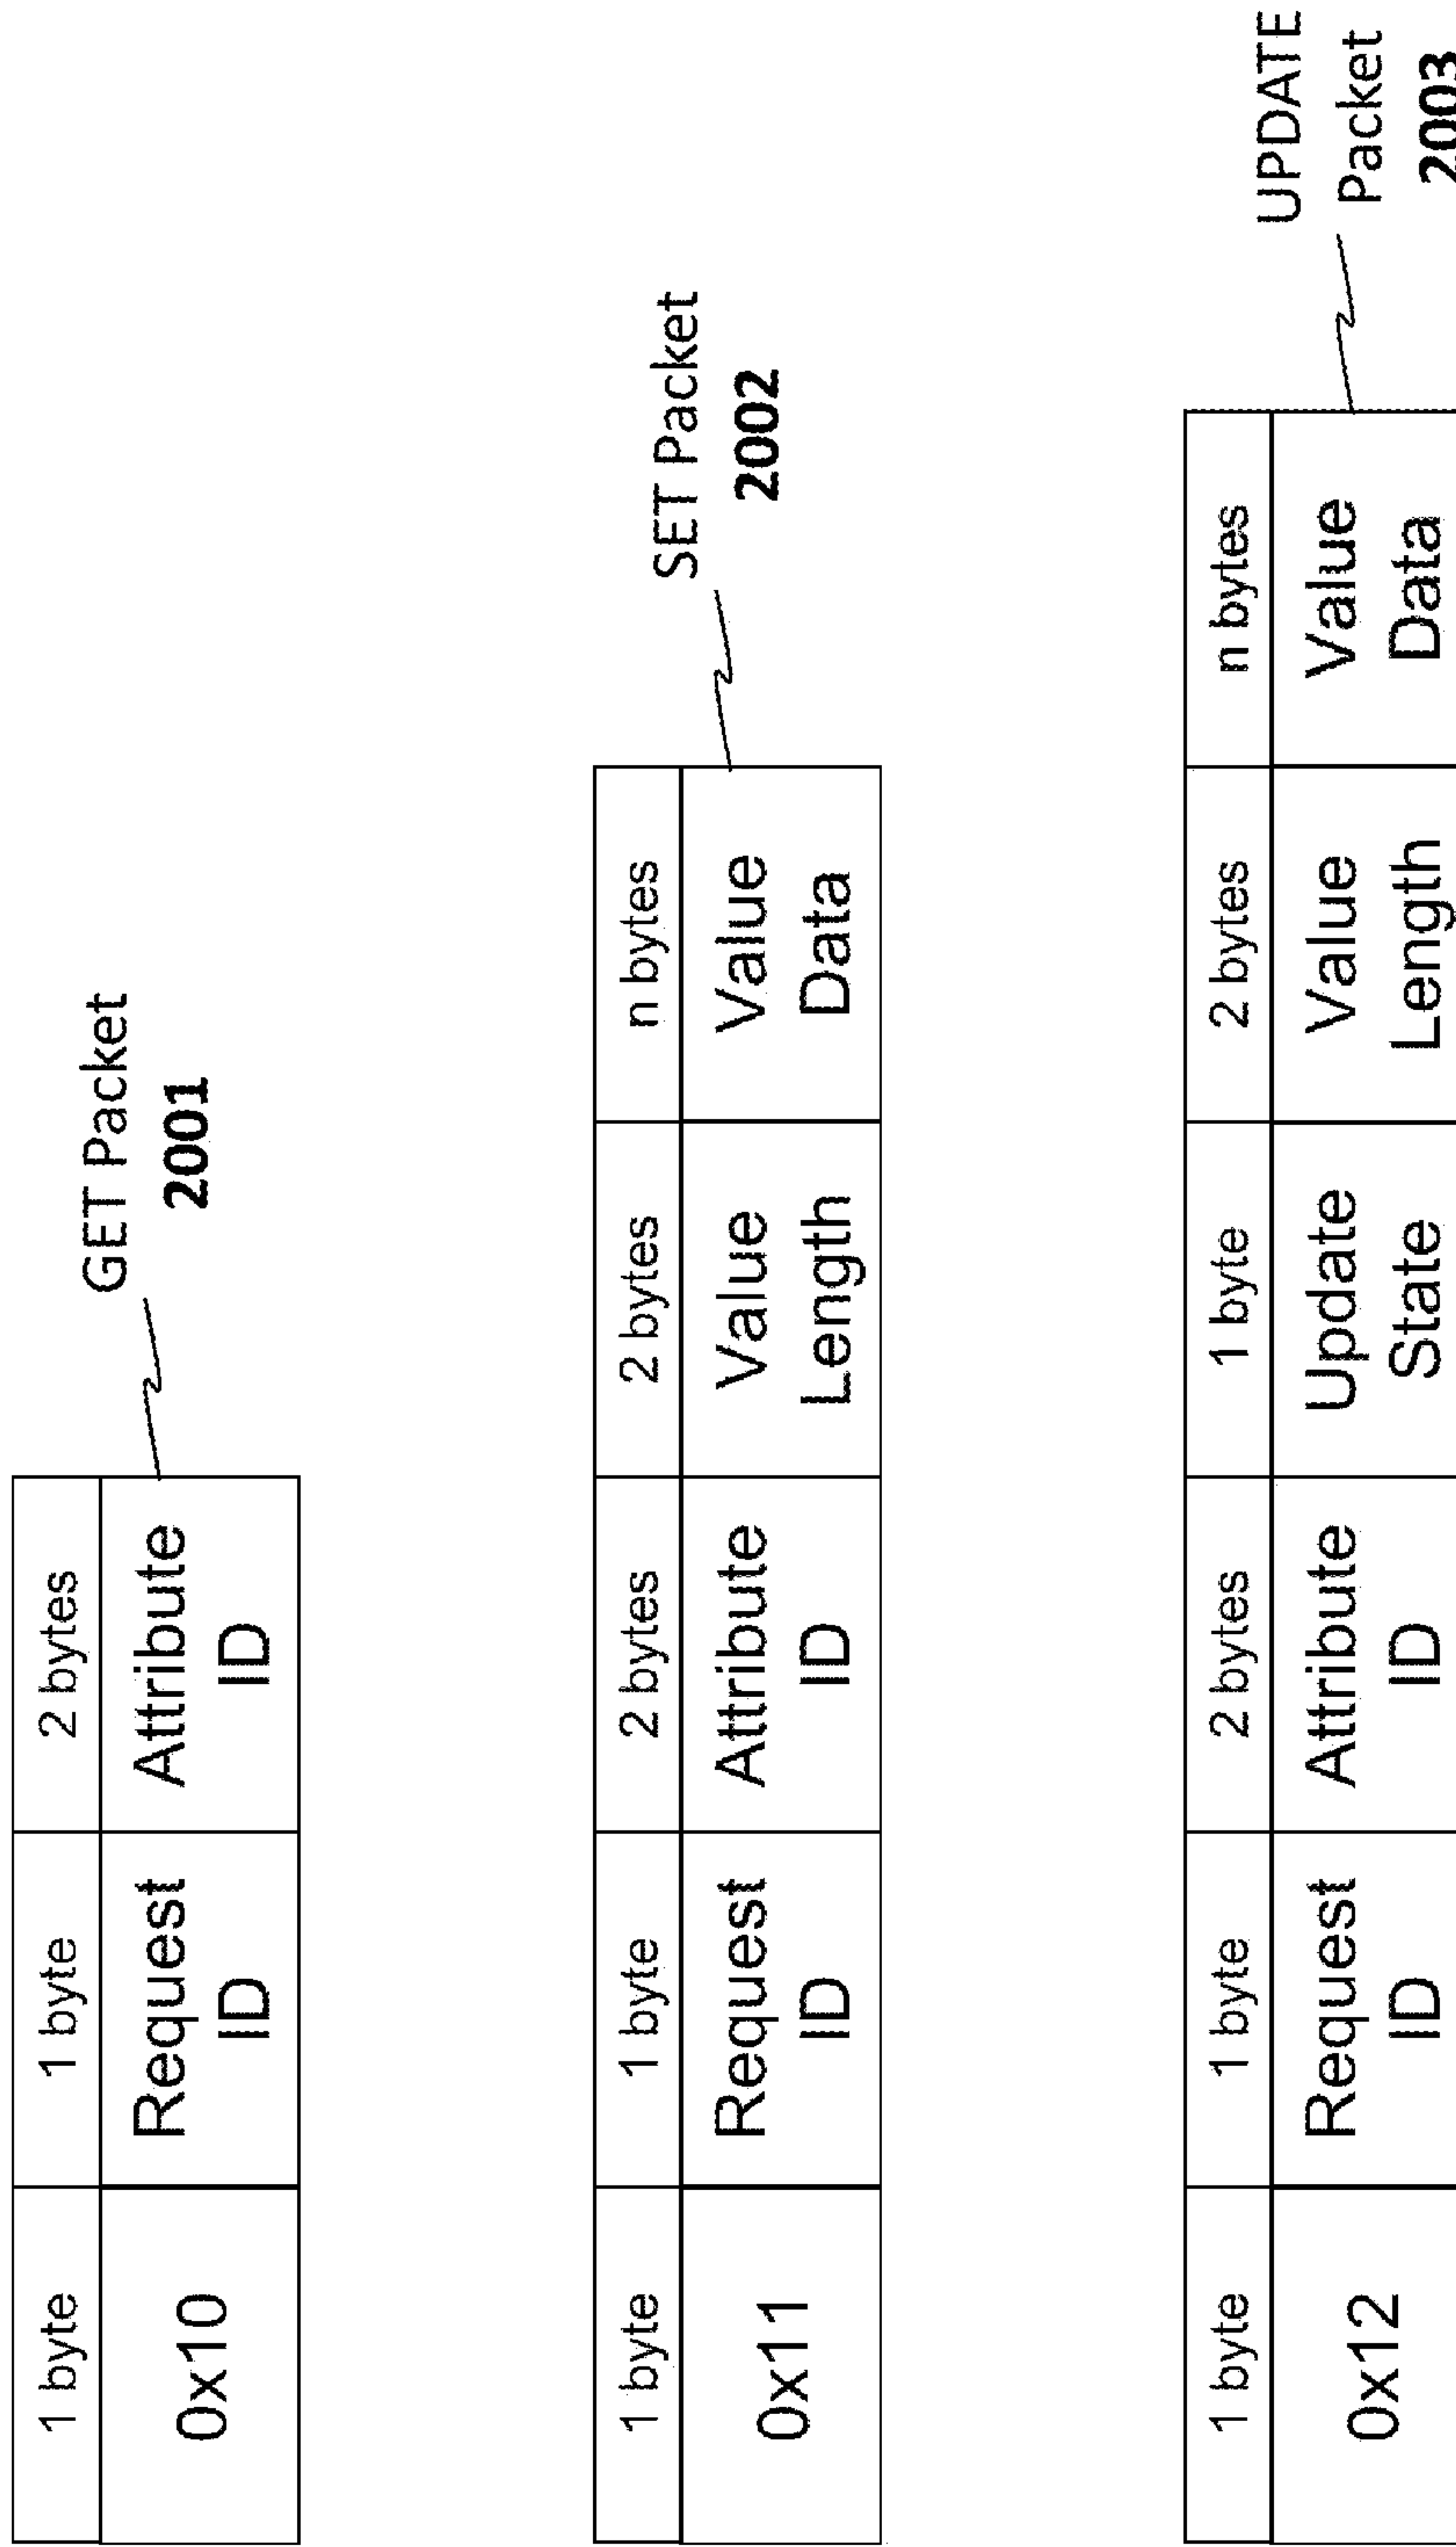 1 byte 1 byte 2 bytes
0x10 Request Attribute
ID ID
GET Packet
2001
1 byte 1 byte 2 bytes 2 bytes n bytes
0x11 Request Attribute Value Value
ID ID Length Data
SET Packet
2002
1 byte 1 byte 2 bytes 1 byte 2 bytes n bytes
0x12 Request Attribute Update Value Value
ID ID State Length Data
UPDATE
Packet
2003